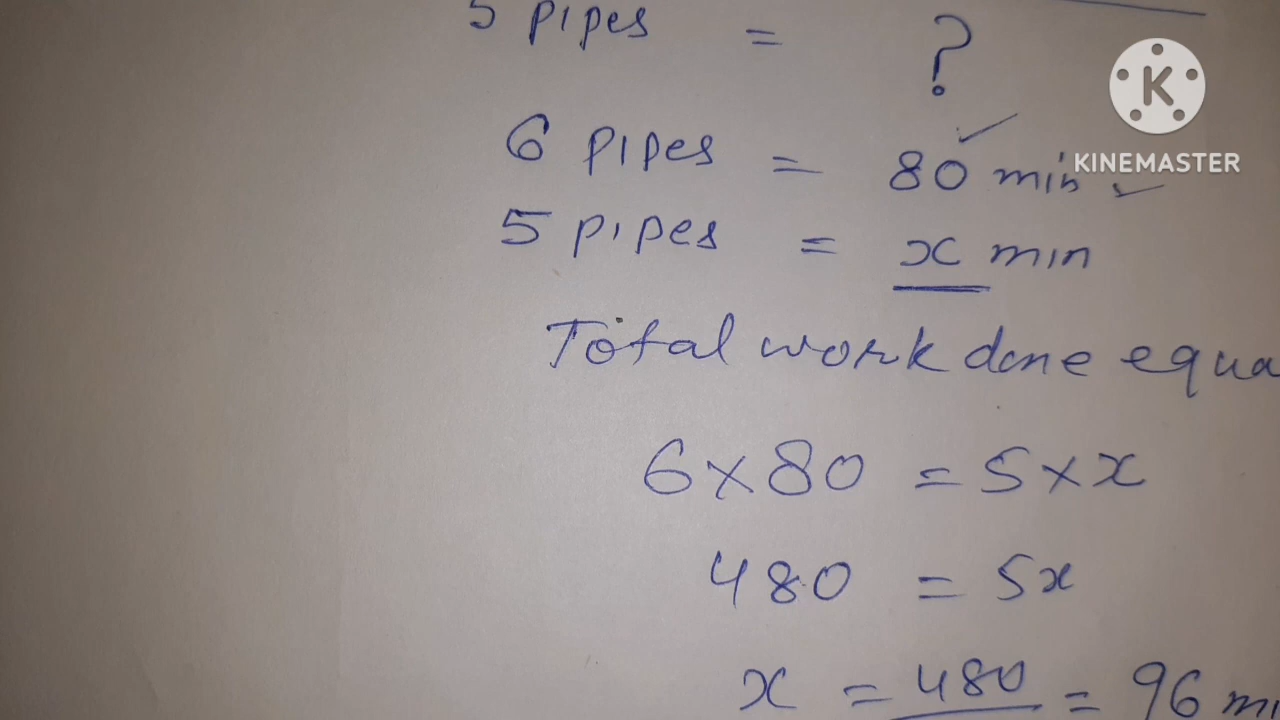 5 pipes = ?
6 pipes = 80 min
5 pipes = x min
Total work done equa
6×80 = 5×x
480 = 5x
x = 480 = 96 mi
K
KINEMASTER